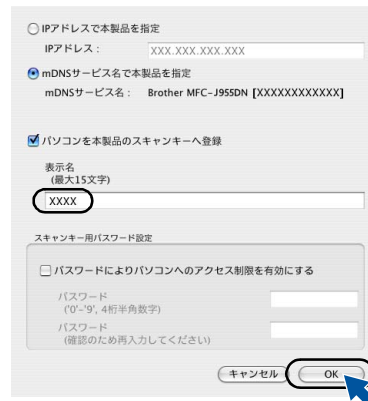 IPアドレスで本製品を指定
IPアドレス： XXX.XXX.XXX.XXX
mDNSサービス名で本製品を指定
mDNSサービス名： Brother MFC-J955DN [XXXXXXXXXXXX]
パソコンを本製品のスキャンキーへ登録
表示名
(最大15文字)
XXXX
スキャンキー用パスワード設定
パスワードによりパソコンへのアクセス制限を有効にする
パスワード
('0'-'9', 4桁半角数字)
パスワード
(確認のため再入力してください)
キャンセル OK